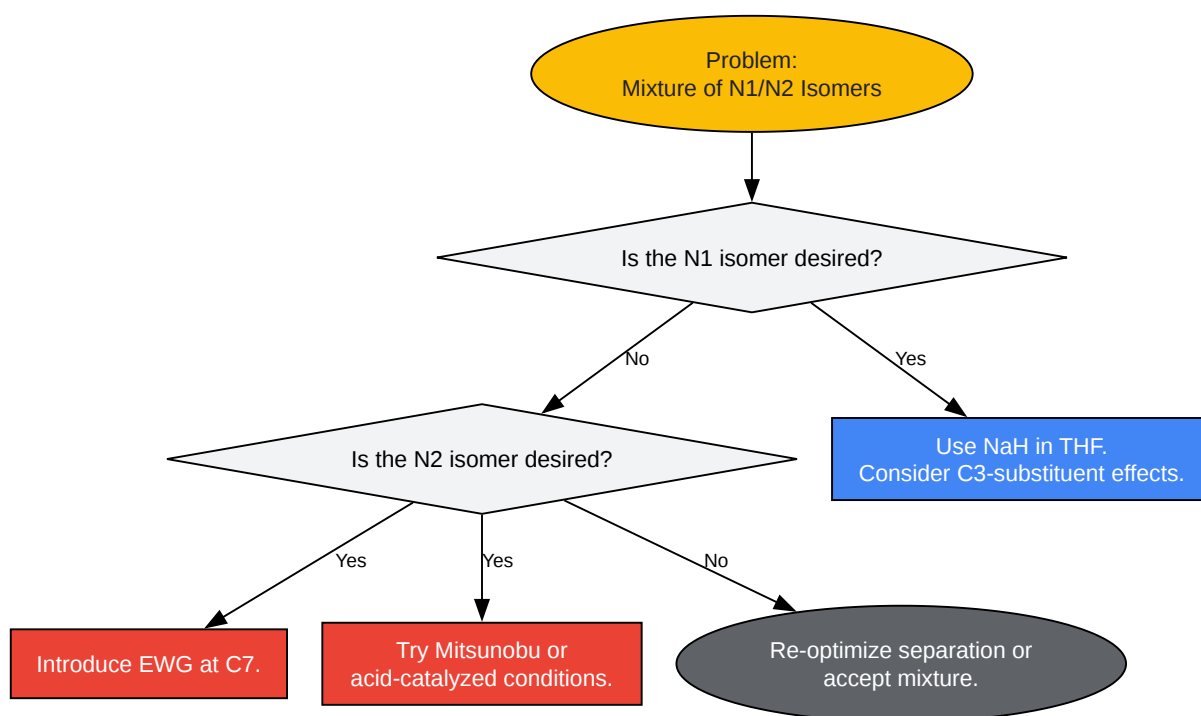 Problem:
Mixture of N1/N2 Isomers
Is the N1 isomer desired?
No
Yes
Is the N2 isomer desired?
Use NaH in THF.
Consider C3-substituent effects.
Yes
Yes
No
Introduce EWG at C7.
Try Mitsunobu or
acid-catalyzed conditions.
Re-optimize separation or
accept mixture.